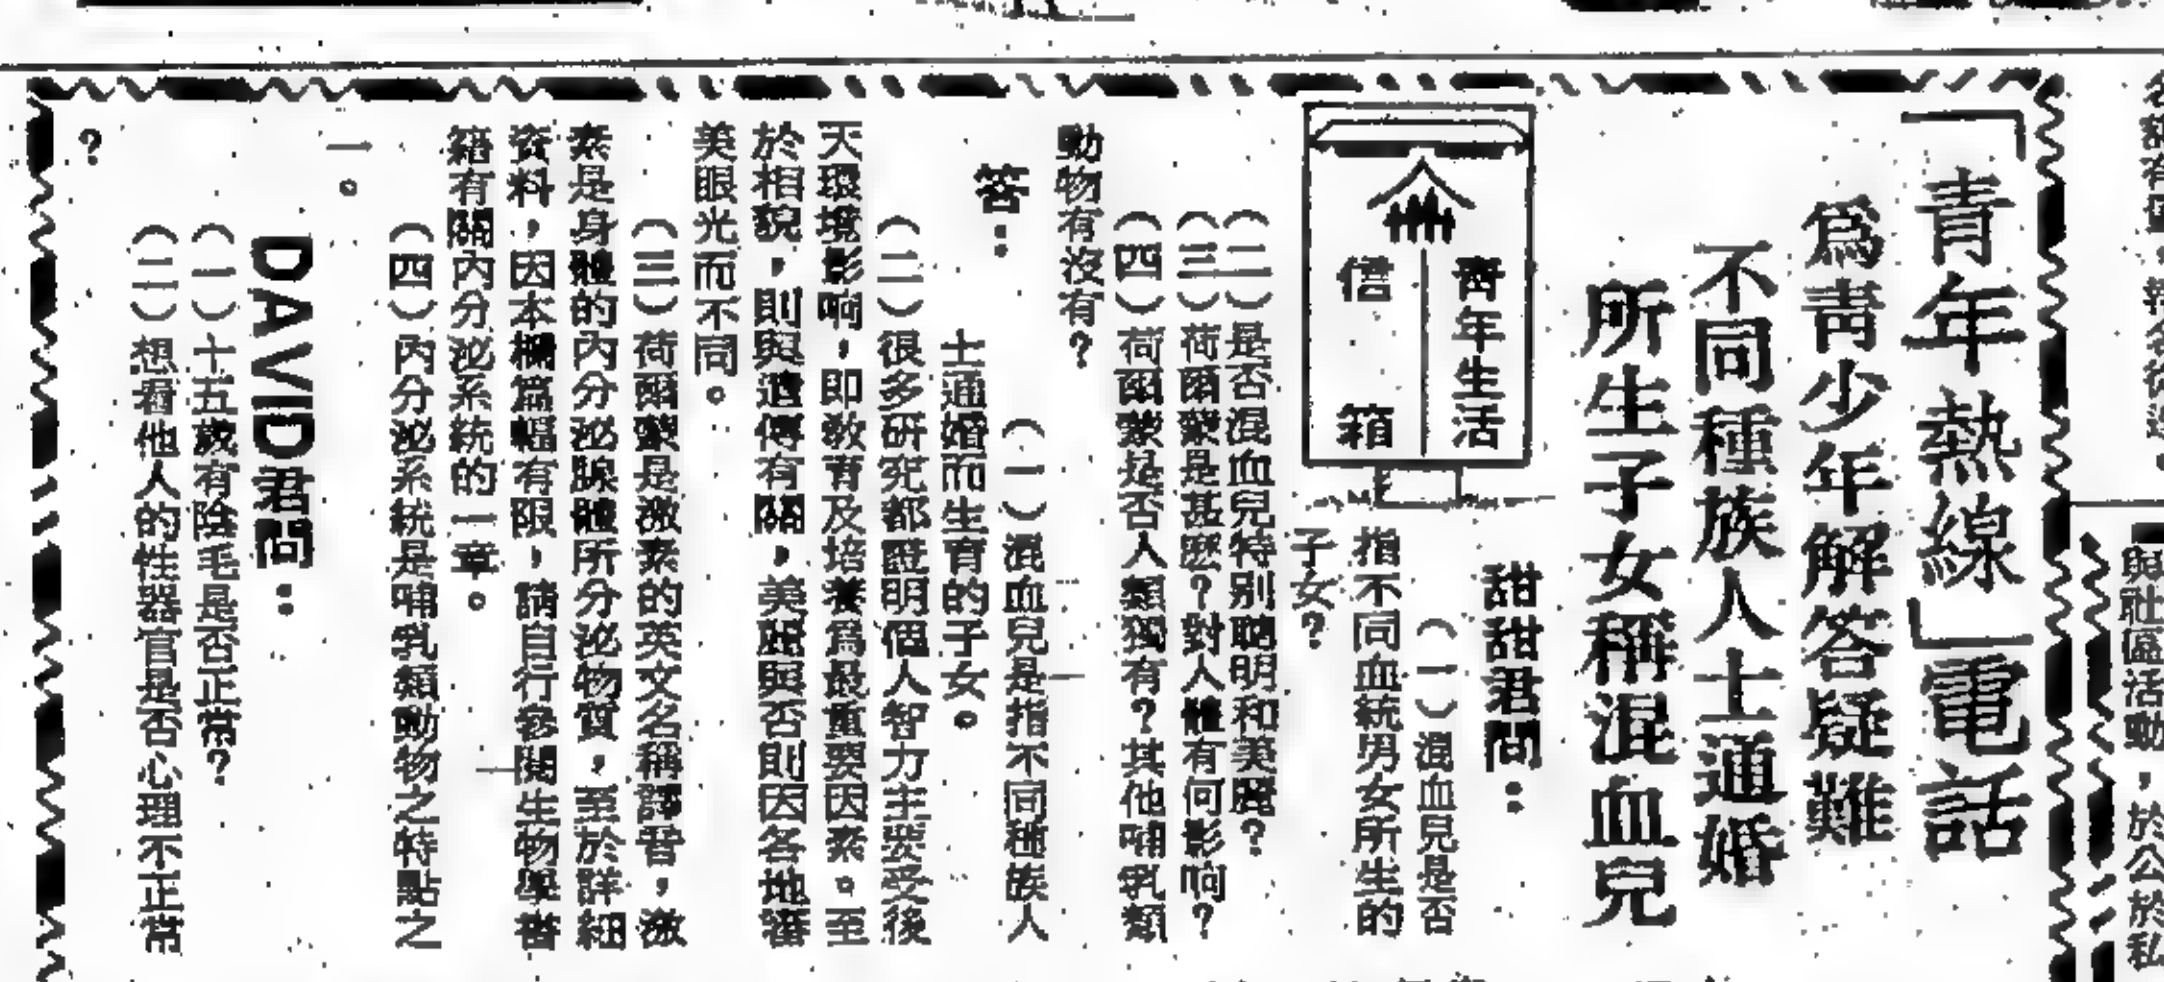 「青年熱線」電話
爲青少年解答疑難
不同種族人士通婚
所生子女稱混血兒
青年生活
信箱
甜甜君問：
（一）混血兒是否
指不同血統男女所生的
子女？
（二）是否混血兒特別聰明和美麗？
（三）荷爾蒙是甚麽？對人體有何影响？
（四）荷爾蒙是否人類獨有？其他哺乳類
動物有沒有？
答：
（一）混血兒是指不同種族人
士通婚而生育的子女。
（二）很多研究都證明個人智力主要受後
天環境影响，即敎育及培養爲最重要因素。至
於相貌，則與遺傳有關，美麗與否則因各地審
美眼光而不同。
（三）荷爾蒙是激素的英文名稱譯音，激
素是身體的內分泌腺體所分泌物質，至於詳細
資料，因本欄篇幅有限，請自行參閱生物學書
籍有關內分泌系統的一章。
（四）內分泌系統是哺乳類動物之特點之
一。
DAVID君問：
（一）十五歲有陰毛是否正常？
（二）想看他人的性器官是否心理不正常
？
與社區活動，於公於私